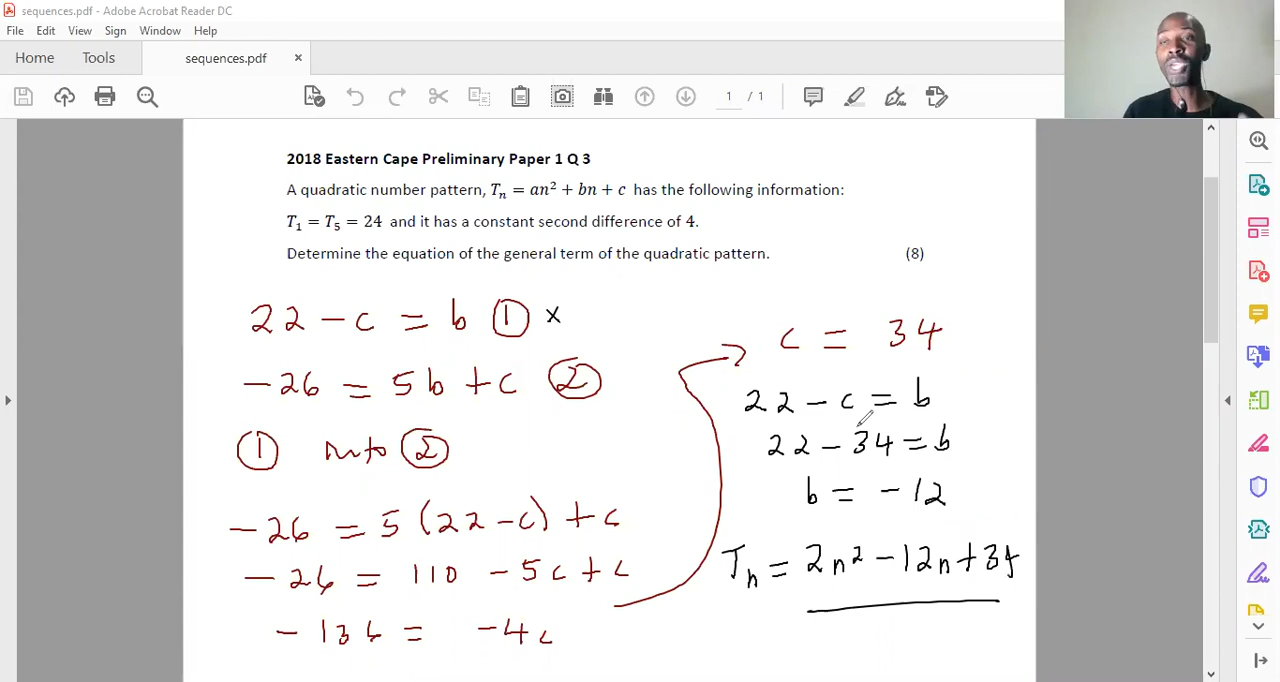 sequences.pdf - Adobe Acrobat Reader DC
File Edit View Sign Window Help
Home Tools sequences.pdf ×
1 / 1
2018 Eastern Cape Preliminary Paper 1 Q 3
A quadratic number pattern, Tₙ = an² + bn + c has the following information:
T₁ = T₅ = 24 and it has a constant second difference of 4.
Determine the equation of the general term of the quadratic pattern. (8)
22 - c = b ① ×
-26 = 5b + c ②
① into ②
-26 = 5(22 - c) + c
-26 = 110 - 5c + c
-136 = -4c
c = 34
22 - c = b
22 - 34 = b
b = -12
Tₙ = 2n² - 12n + 34